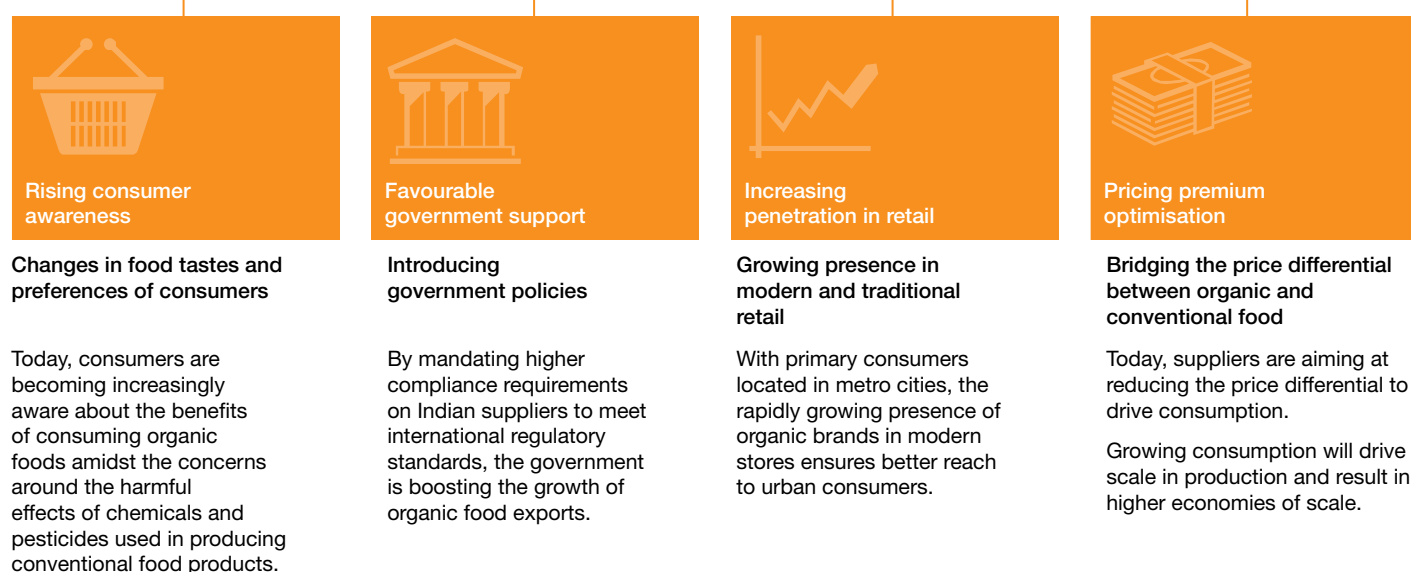 Rising consumer
awareness
Changes in food tastes and
preferences of consumers
Today, consumers are
becoming increasingly
aware about the benefits
of consuming organic
foods amidst the concerns
around the harmful
effects of chemicals and
pesticides used in producing
conventional food products.
Favourable
government support
Introducing
government policies
By mandating higher
compliance requirements
on Indian suppliers to meet
international regulatory
standards, the government
is boosting the growth of
organic food exports.
Increasing
penetration in retail
Growing presence in
modern and traditional
retail
With primary consumers
located in metro cities, the
rapidly growing presence of
organic brands in modern
stores ensures better reach
to urban consumers.
Pricing premium
optimisation
Bridging the price differential
between organic and
conventional food
Today, suppliers are aiming at
reducing the price differential to
drive consumption.
Growing consumption will drive
scale in production and result in
higher economies of scale.